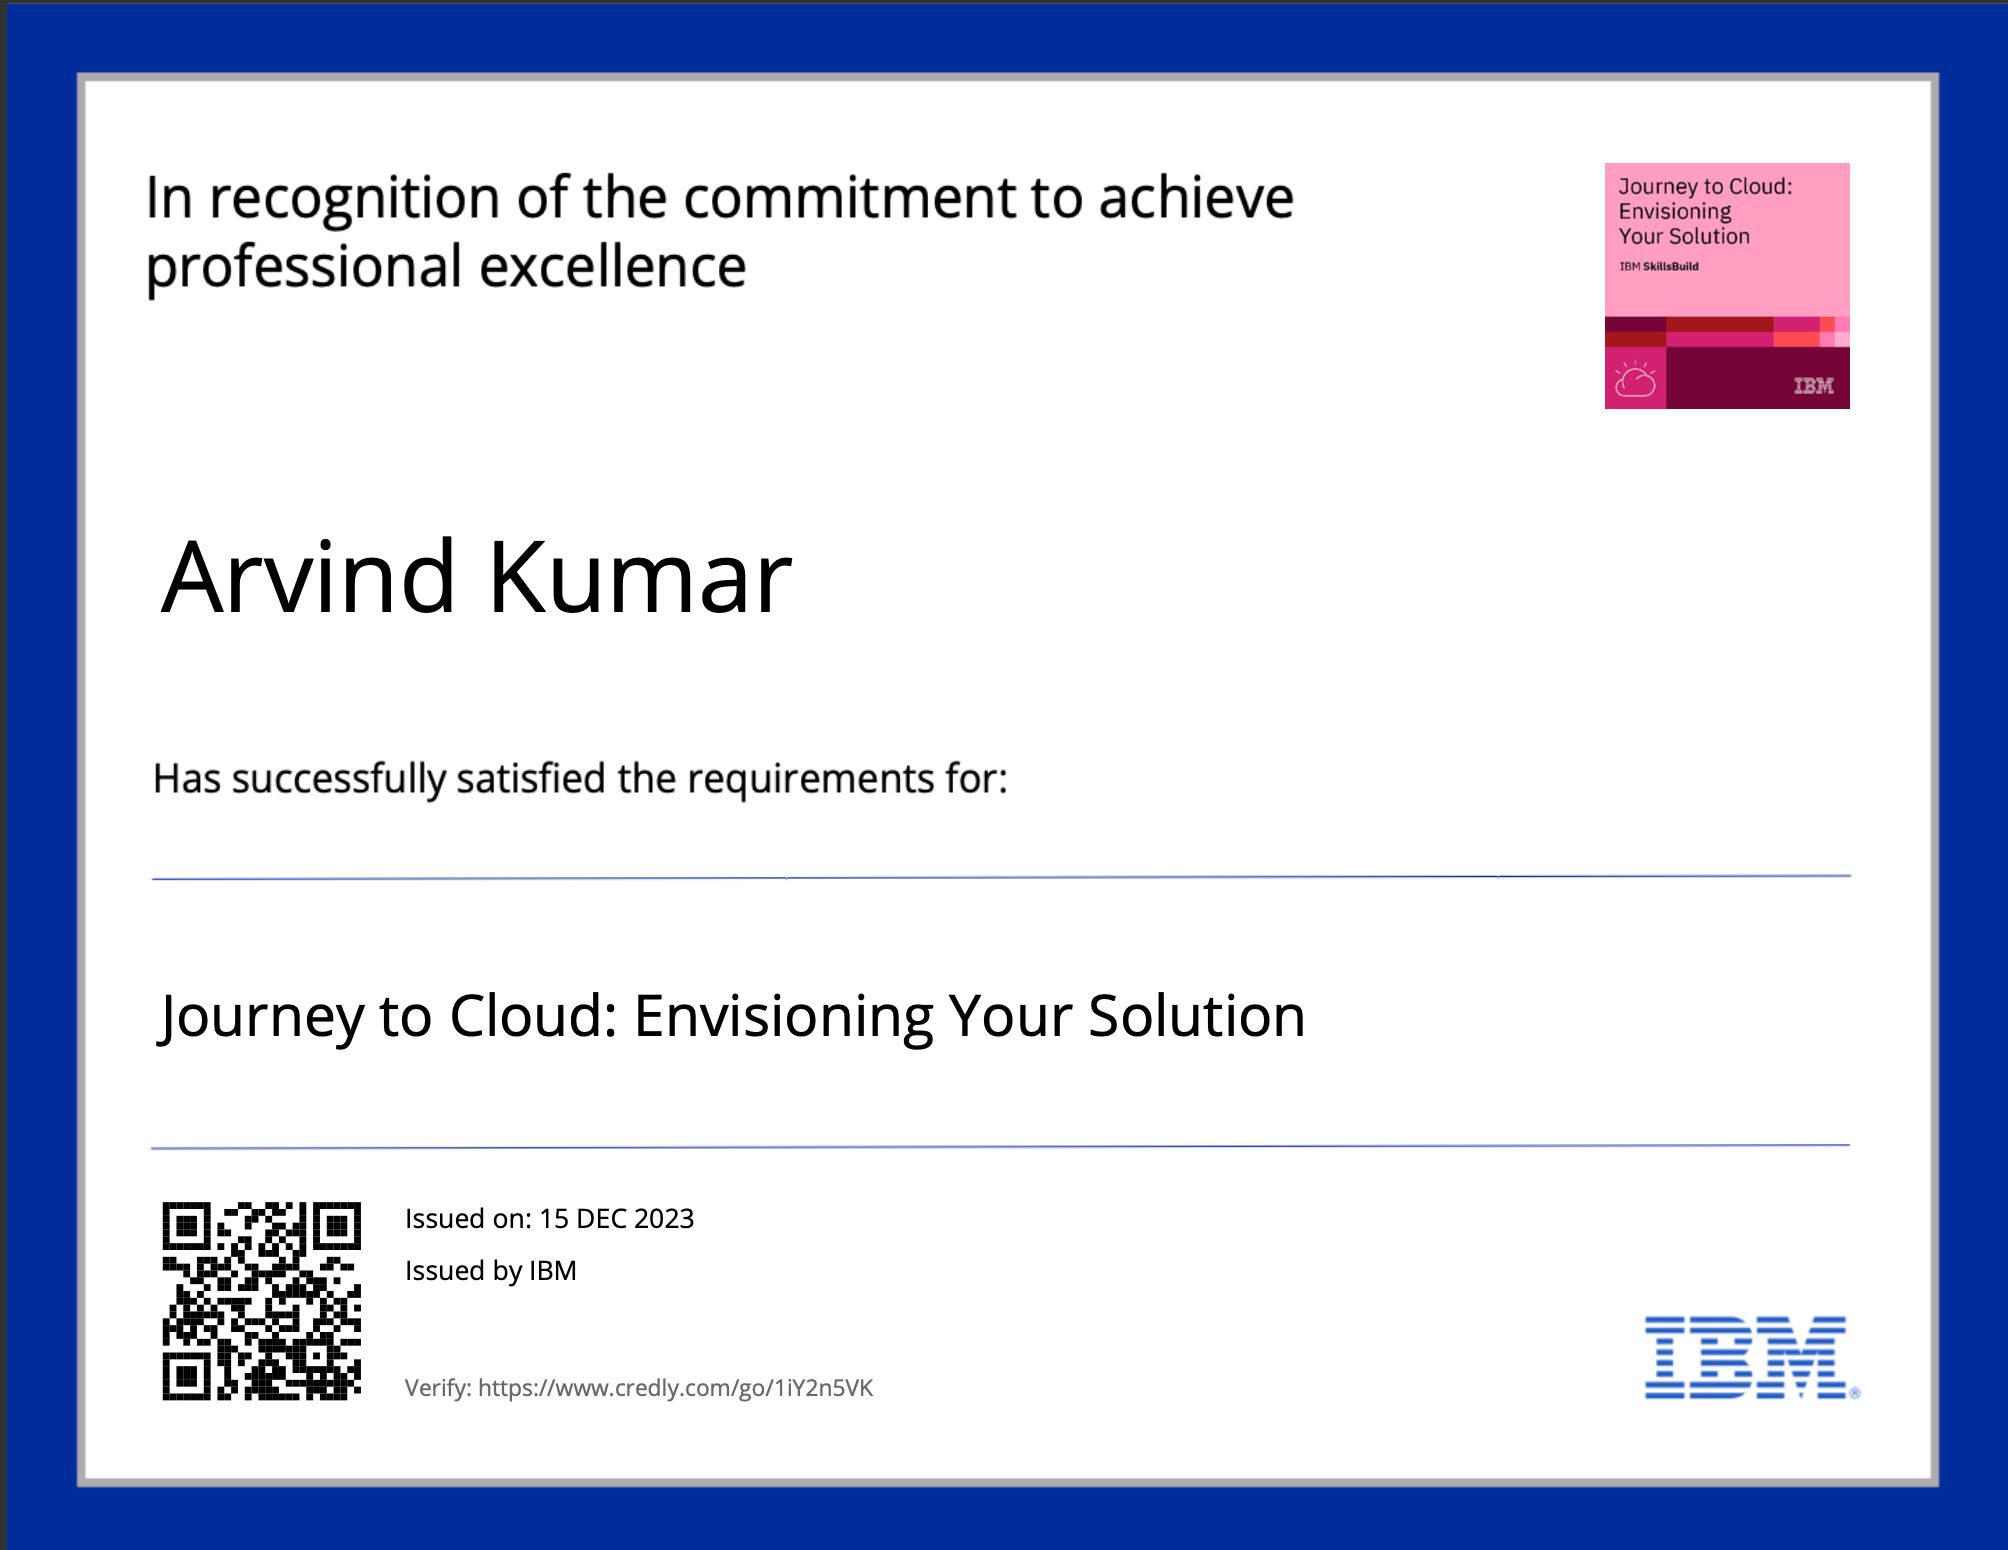 In recognition of the commitment to achieve
professional excellence
Journey to Cloud:
Envisioning
Your Solution
IBM SkillsBuild
IBM
Arvind Kumar
Has successfully satisfied the requirements for:
Journey to Cloud: Envisioning Your Solution
Issued on: 15 DEC 2023
Issued by IBM
Verify: https://www.credly.com/go/1iY2n5VK
IBM®